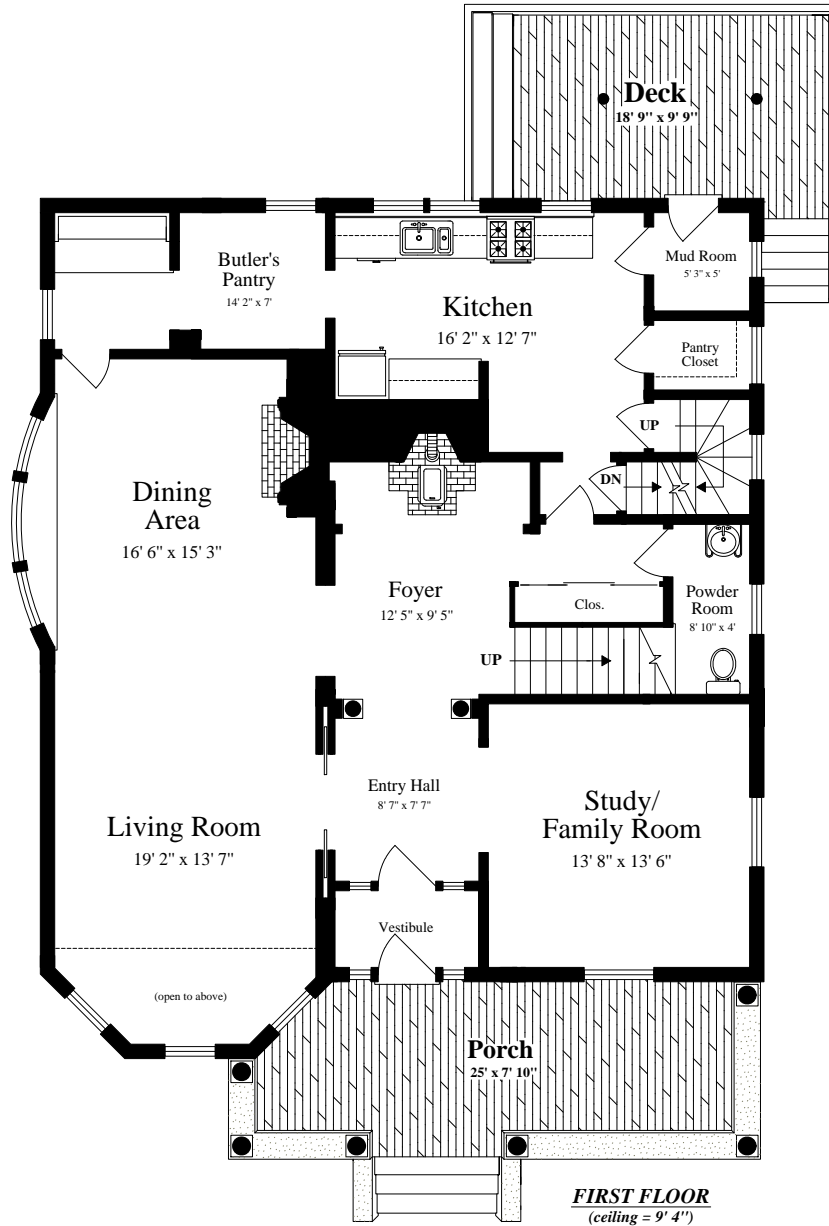 Deck
18' 9" x 9' 9"
Butler's
Pantry
14' 2" x 7'
Mud Room
5' 3" x 5'
Kitchen
16' 2" x 12' 7"
Pantry
Closet
UP
DN
Dining
Area
16' 6" x 15' 3"
Foyer
12' 5" x 9' 5"
Clos.
Powder
Room
8' 10" x 4'
UP
Entry Hall
8' 7" x 7' 7"
Living Room
19' 2" x 13' 7"
Study/
Family Room
13' 8" x 13' 6"
Vestibule
(open to above)
Porch
25' x 7' 10"
FIRST FLOOR
(ceiling = 9' 4")